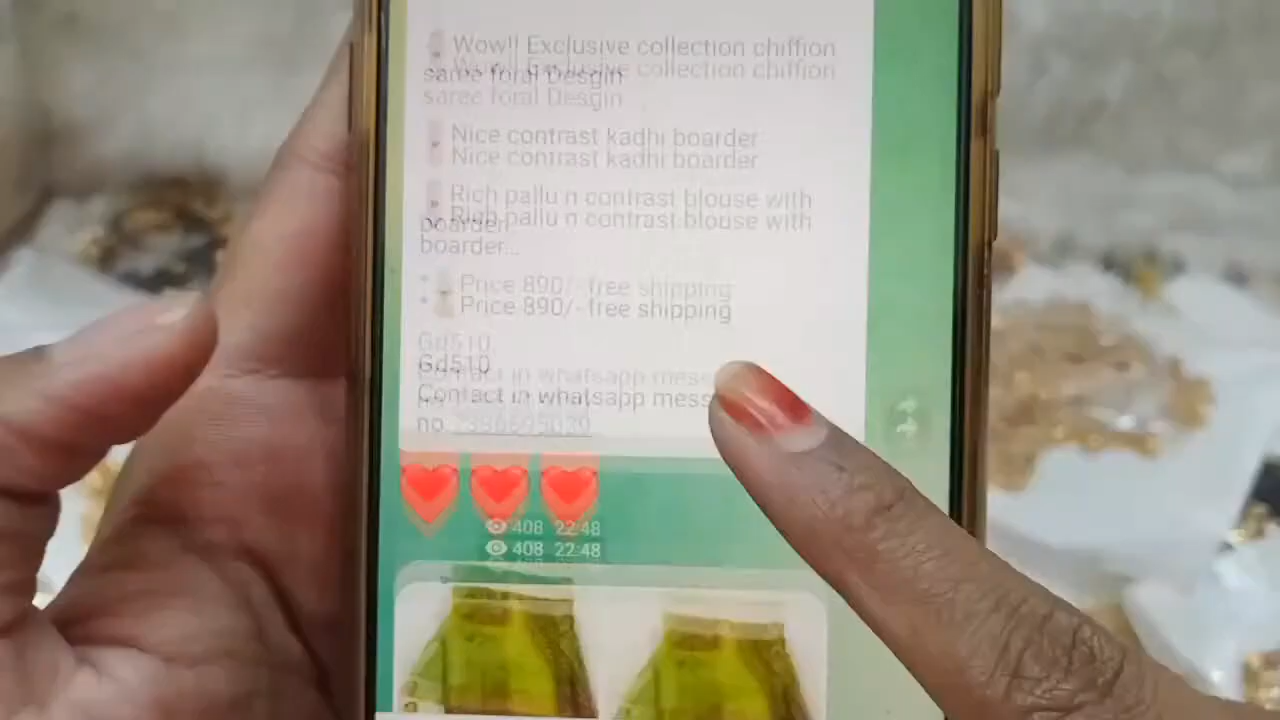 Wow!! Exclusive collection chiffion
saree foral Desgin
Nice contrast kadhi boarder
Rich pallu n contrast blouse with
boarder...
Price 890/- free shipping
Gd510
Contact in whatsapp mess
no
408 22:48